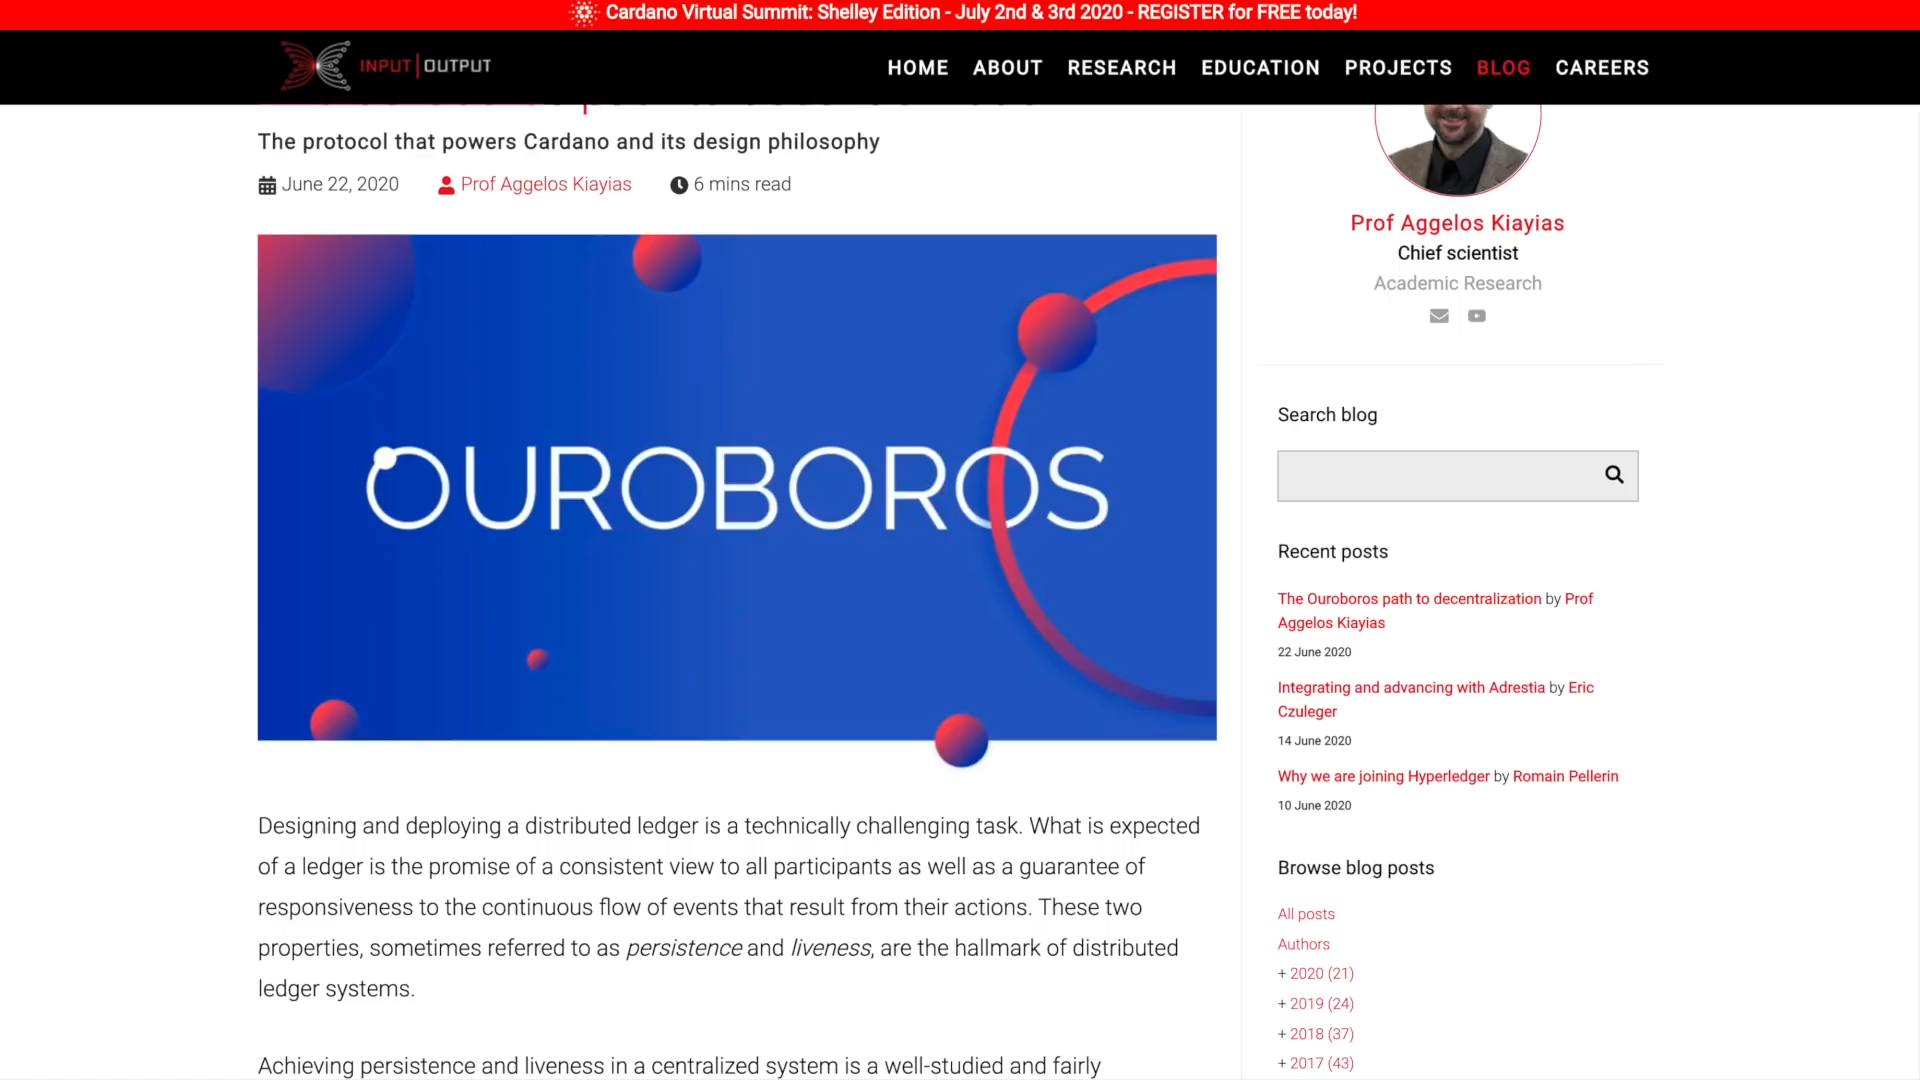 Cardano Virtual Summit: Shelley Edition - July 2nd & 3rd 2020 - REGISTER for FREE today!
INPUT | OUTPUT
HOME ABOUT RESEARCH EDUCATION PROJECTS BLOG CAREERS
The protocol that powers Cardano and its design philosophy
June 22, 2020 Prof Aggelos Kiayias 6 mins read
OUROBOROS
Designing and deploying a distributed ledger is a technically challenging task. What is expected
of a ledger is the promise of a consistent view to all participants as well as a guarantee of
responsiveness to the continuous flow of events that result from their actions. These two
properties, sometimes referred to as persistence and liveness, are the hallmark of distributed
ledger systems.
Achieving persistence and liveness in a centralized system is a well-studied and fairly
Prof Aggelos Kiayias
Chief scientist
Academic Research
Search blog
Recent posts
The Ouroboros path to decentralization by Prof
Aggelos Kiayias
22 June 2020
Integrating and advancing with Adrestia by Eric
Czuleger
14 June 2020
Why we are joining Hyperledger by Romain Pellerin
10 June 2020
Browse blog posts
All posts
Authors
+ 2020 (21)
+ 2019 (24)
+ 2018 (37)
+ 2017 (43)